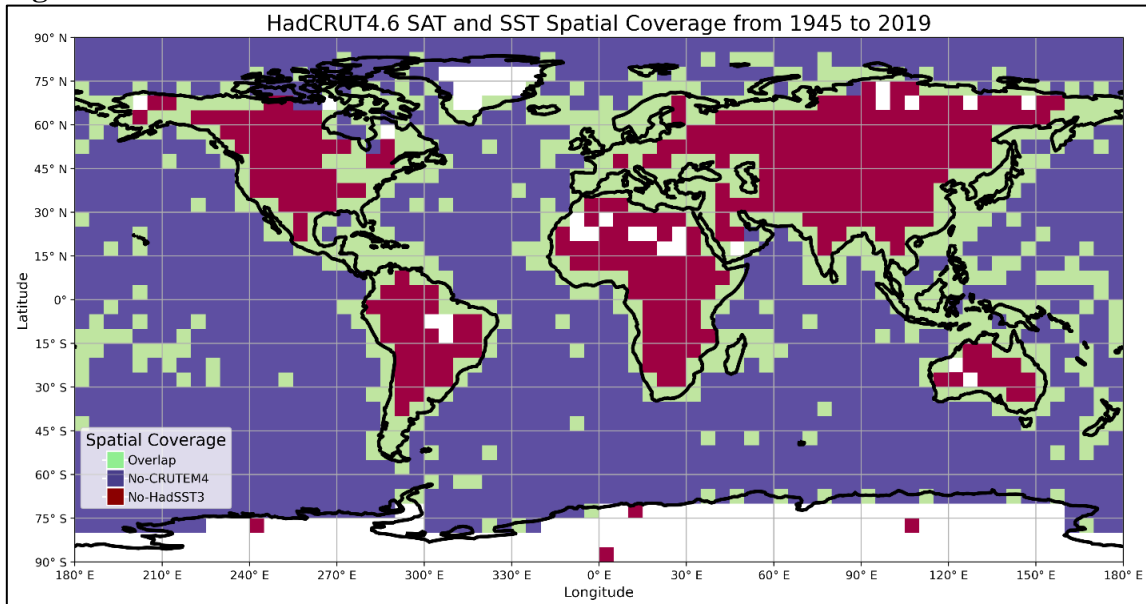 HadCRUT4.6 SAT and SST Spatial Coverage from 1945 to 2019
90° N
75° N
60° N
45° N
30° N
15° N
0°
15° S
30° S
45° S
60° S
75° S
90° S
Latitude
Spatial Coverage
Overlap
No-CRUTEM4
No-HadSST3
180° E 210° E 240° E 270° E 300° E 330° E 0° E 30° E 60° E 90° E 120° E 150° E 180° E
Longitude